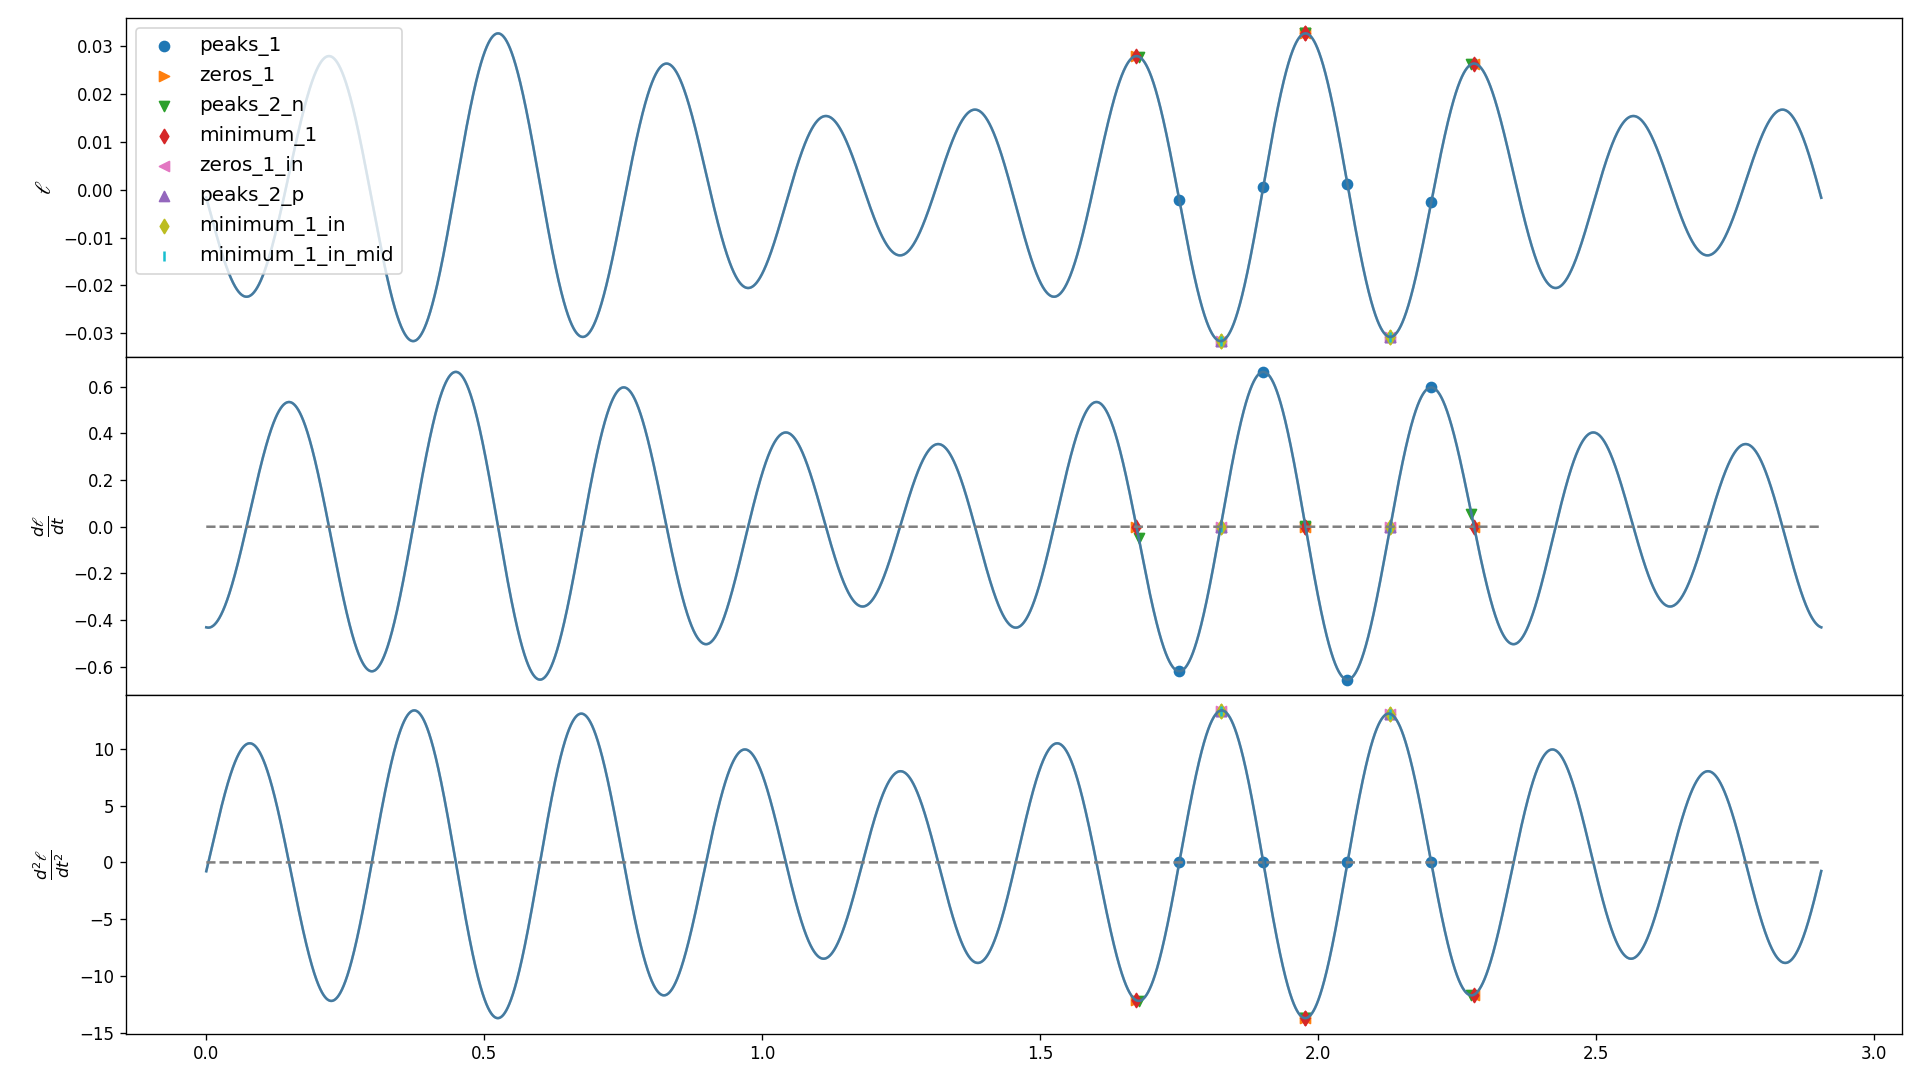 peaks_1
zeros_1
peaks_2_n
minimum_1
zeros_1_in
peaks_2_p
minimum_1_in
minimum_1_in_mid
0.03
0.02
0.01
0.00
−0.01
−0.02
−0.03
ℓ
0.6
0.4
0.2
0.0
−0.2
−0.4
−0.6
dℓ
dt
10
5
0
−5
−10
−15
d²ℓ
dt²
0.0 0.5 1.0 1.5 2.0 2.5 3.0